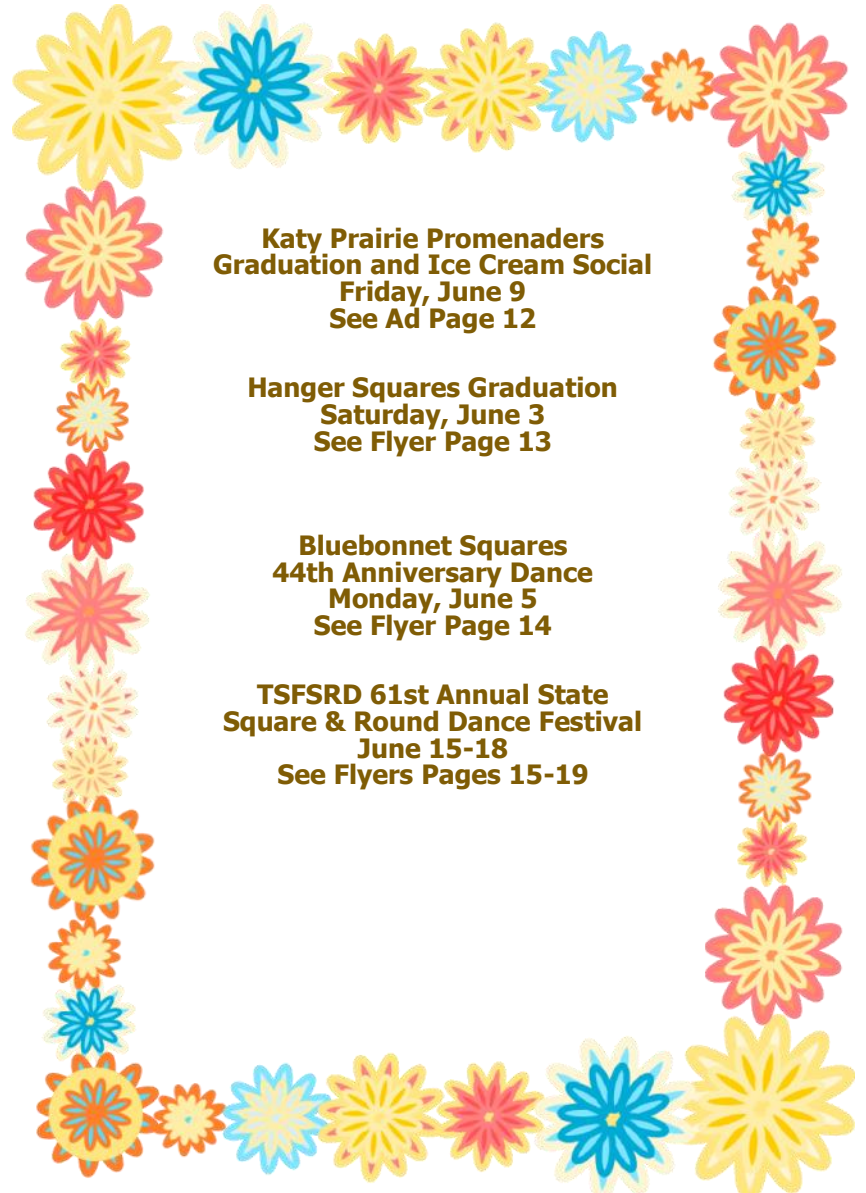 Katy Prairie Promenaders
Graduation and Ice Cream Social
Friday, June 9
See Ad Page 12
Hanger Squares Graduation
Saturday, June 3
See Flyer Page 13
Bluebonnet Squares
44th Anniversary Dance
Monday, June 5
See Flyer Page 14
TSFSRD 61st Annual State
Square & Round Dance Festival
June 15-18
See Flyers Pages 15-19